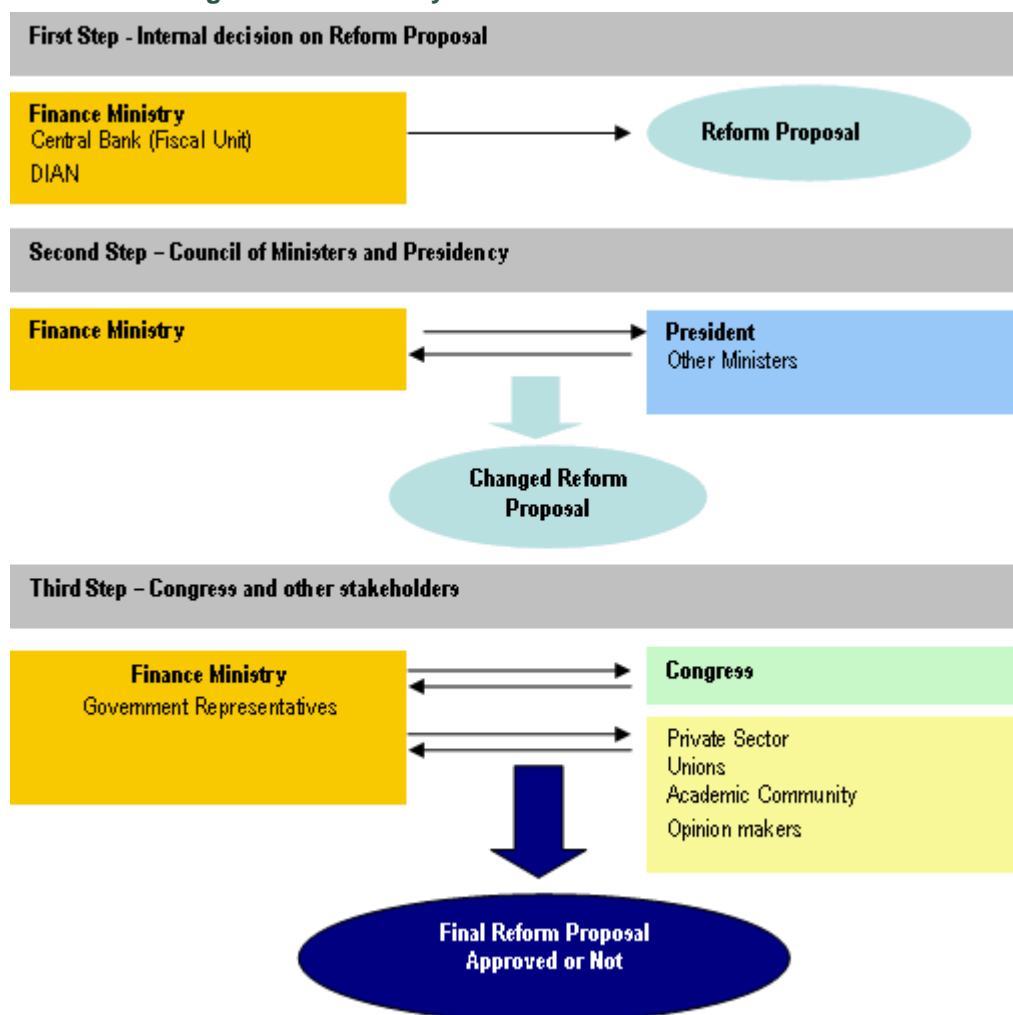 First Step - Internal decision on Reform Proposal
Finance Ministry
Central Bank (Fiscal Unit)
DIAN
Reform Proposal
Second Step – Council of Ministers and Presidency
Finance Ministry
President
Other Ministers
Changed Reform
Proposal
Third Step – Congress and other stakeholders
Finance Ministry
Government Representatives
Congress
Private Sector
Unions
Academic Community
Opinion makers
Final Reform Proposal
Approved or Not